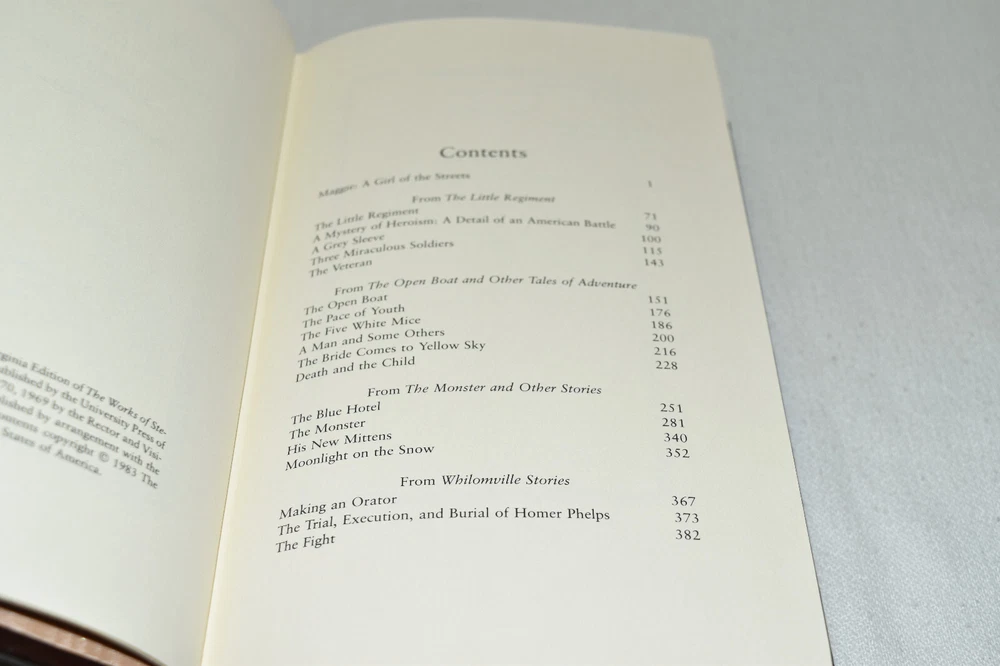 ginia Edition of The Works of Ste-
ublished by the University Press of
70, 1969 by the Rector and Visi-
blished by arrangement with the
ontents copyright © 1983 The
States of America.
Contents
Maggie: A Girl of the Streets 1
From The Little Regiment
The Little Regiment 71
A Mystery of Heroism: A Detail of an American Battle 90
A Grey Sleeve 100
Three Miraculous Soldiers 115
The Veteran 143
From The Open Boat and Other Tales of Adventure
The Open Boat 151
The Pace of Youth 176
The Five White Mice 186
A Man and Some Others 200
The Bride Comes to Yellow Sky 216
Death and the Child 228
From The Monster and Other Stories
The Blue Hotel 251
The Monster 281
His New Mittens 340
Moonlight on the Snow 352
From Whilomville Stories
Making an Orator 367
The Trial, Execution, and Burial of Homer Phelps 373
The Fight 382